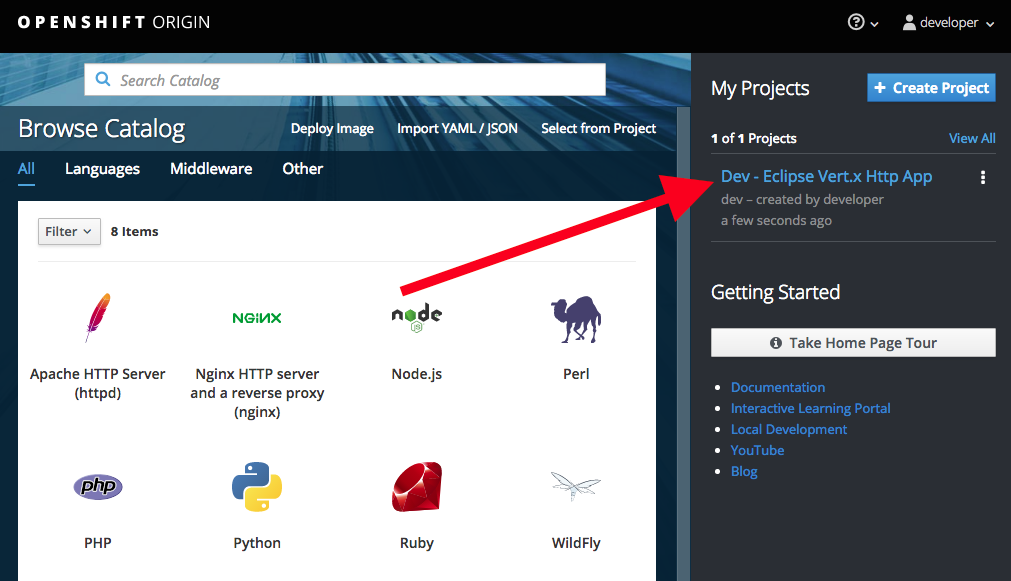 OPENSHIFT ORIGIN
developer
Search Catalog
Browse Catalog
Deploy Image
Import YAML / JSON
Select from Project
All
Languages
Middleware
Other
Filter
8 Items
node
JS
NGINX
Apache HTTP Server
(httpd)
Nginx HTTP server
and a reverse proxy
(nginx)
Node.js
Perl
php
PHP
Python
Ruby
WildFly
My Projects
+ Create Project
1 of 1 Projects
View All
Dev - Eclipse Vert.x Http App
dev – created by developer
a few seconds ago
Getting Started
Take Home Page Tour
Documentation
Interactive Learning Portal
Local Development
YouTube
Blog